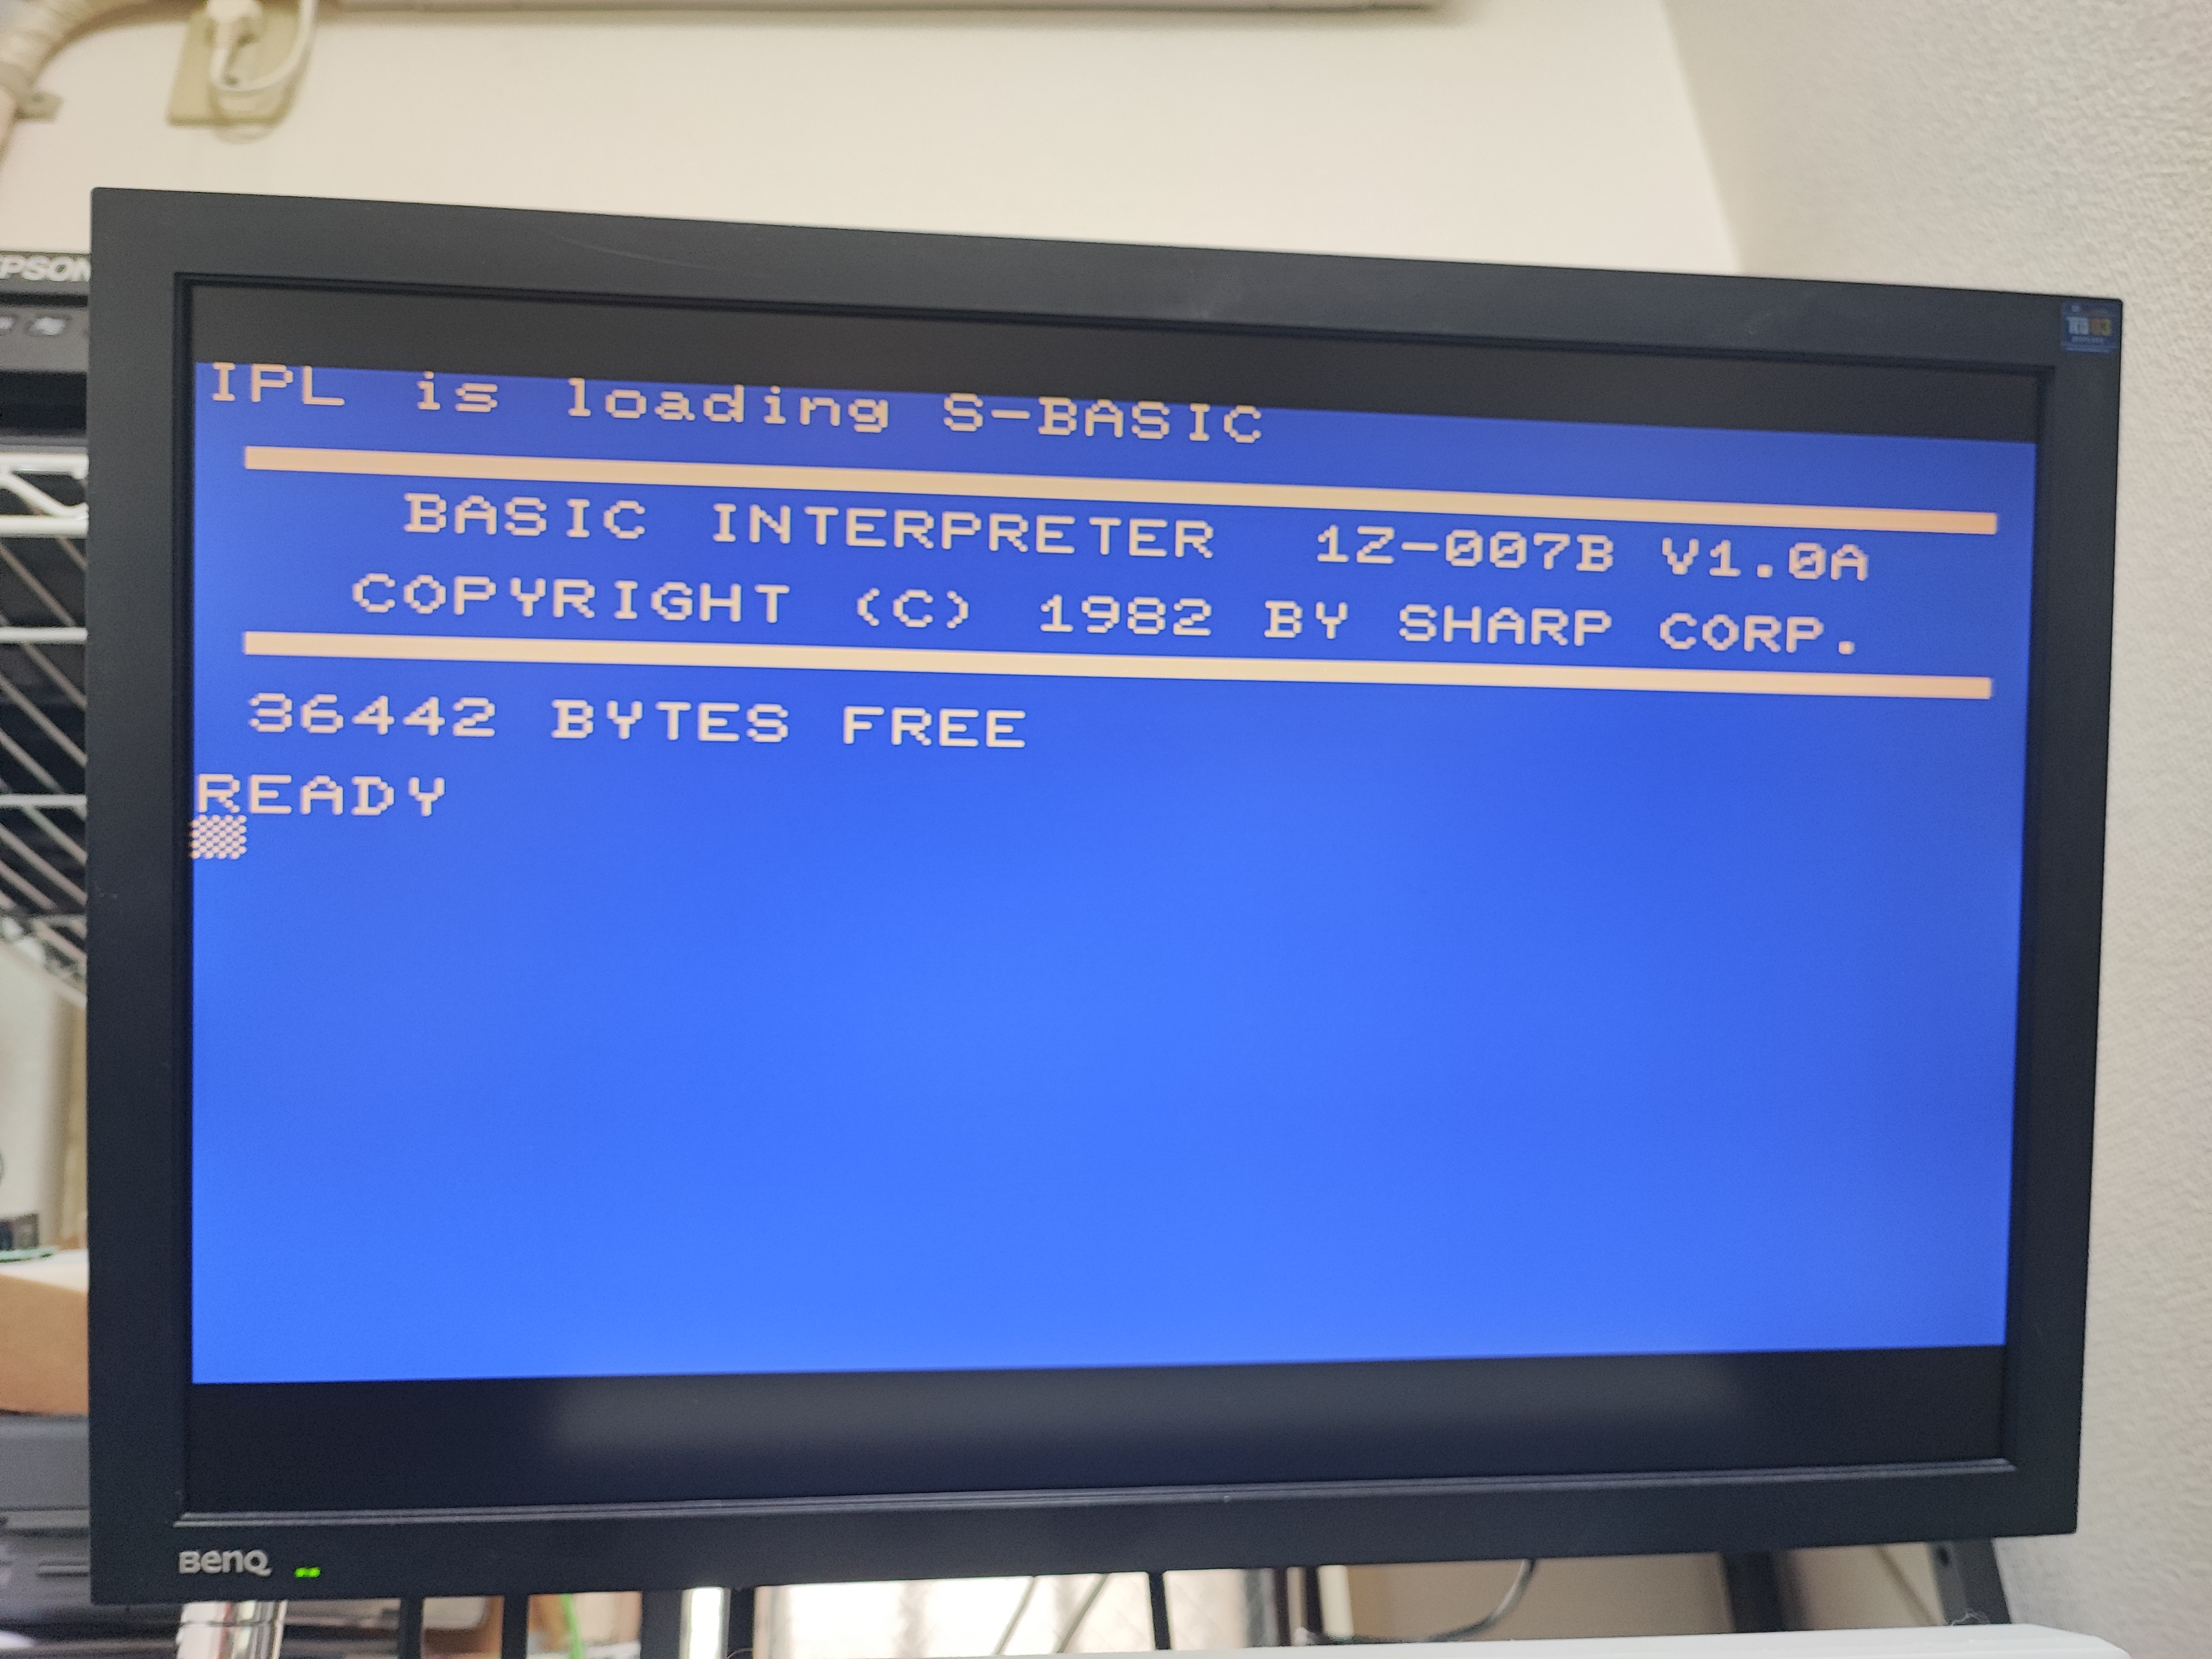 EPSON
IPL is loading S-BASIC
BASIC INTERPRETER 1Z-007B V1.0A
COPYRIGHT (C) 1982 BY SHARP CORP.
36442 BYTES FREE
READY
BenQ